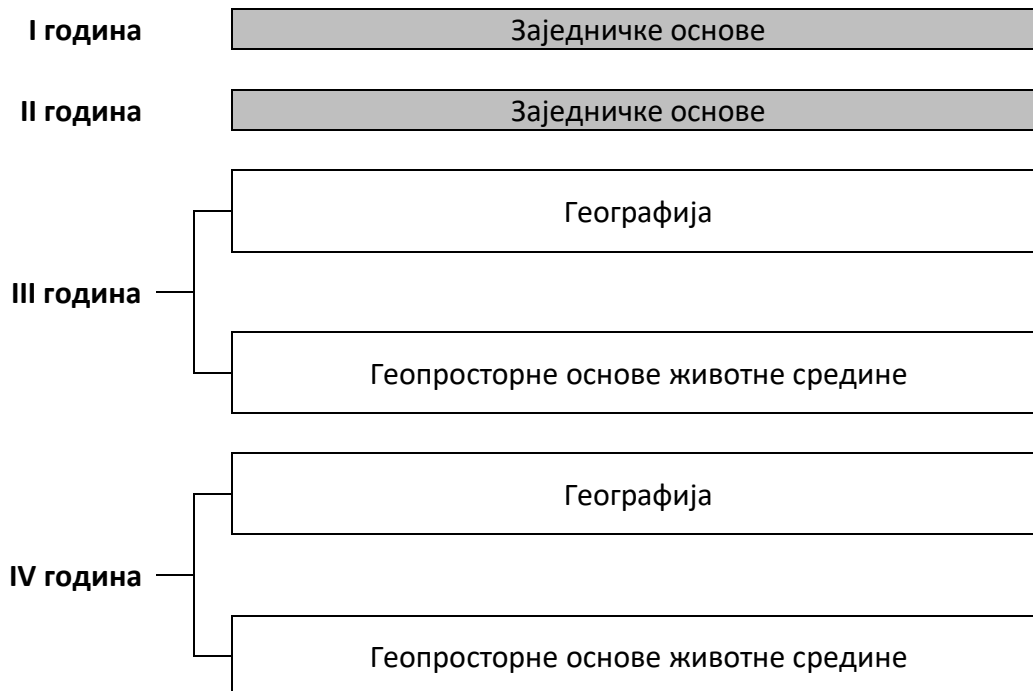 I година
Заједничке основе
II година
Заједничке основе
Географија
III година
Геопросторне основе животне средине
Географија
IV година
Геопросторне основе животне средине